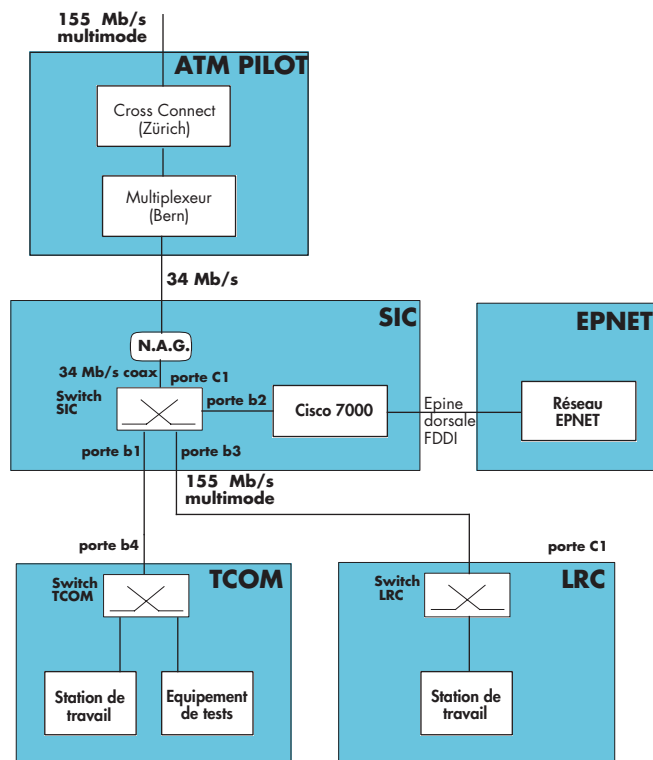 155 Mb/s
multimode
ATM PILOT
Cross Connect
(Zürich)
Multiplexeur
(Bern)
34 Mb/s
SIC
EPNET
N.A.G.
34 Mb/s coax
porte C1
Switch
SIC
porte b2
Cisco 7000
Epine
dorsale
FDDI
Réseau
EPNET
porte b1
porte b3
155 Mb/s
multimode
porte b4
porte C1
Switch
TCOM
TCOM
Switch
LRC
LRC
Station de
travail
Equipement
de tests
Station de
travail